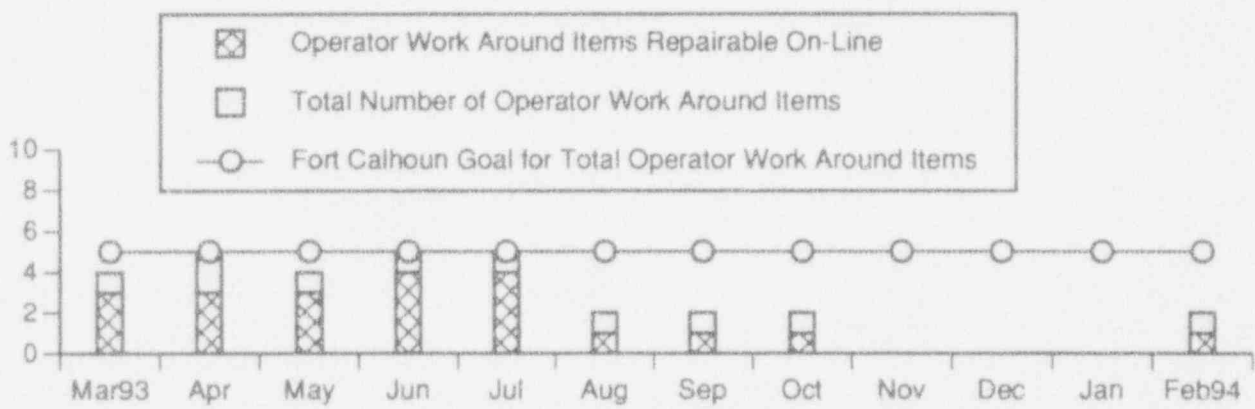 Operator Work Around Items Repairable On-Line
Total Number of Operator Work Around Items
Fort Calhoun Goal for Total Operator Work Around Items
10
8
6
4
2
0
Mar93 Apr May Jun Jul Aug Sep Oct Nov Dec Jan Feb94